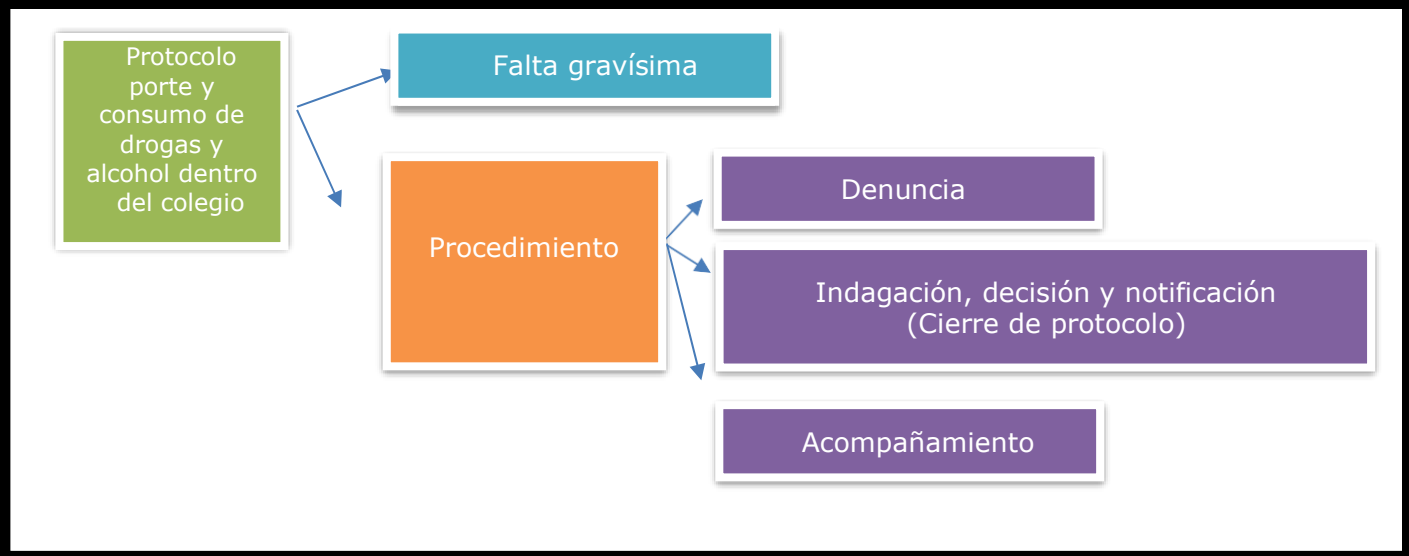 Protocolo
porte y
consumo de
drogas y
alcohol dentro
del colegio
Falta gravísima
Procedimiento
Denuncia
Indagación, decisión y notificación
(Cierre de protocolo)
Acompañamiento